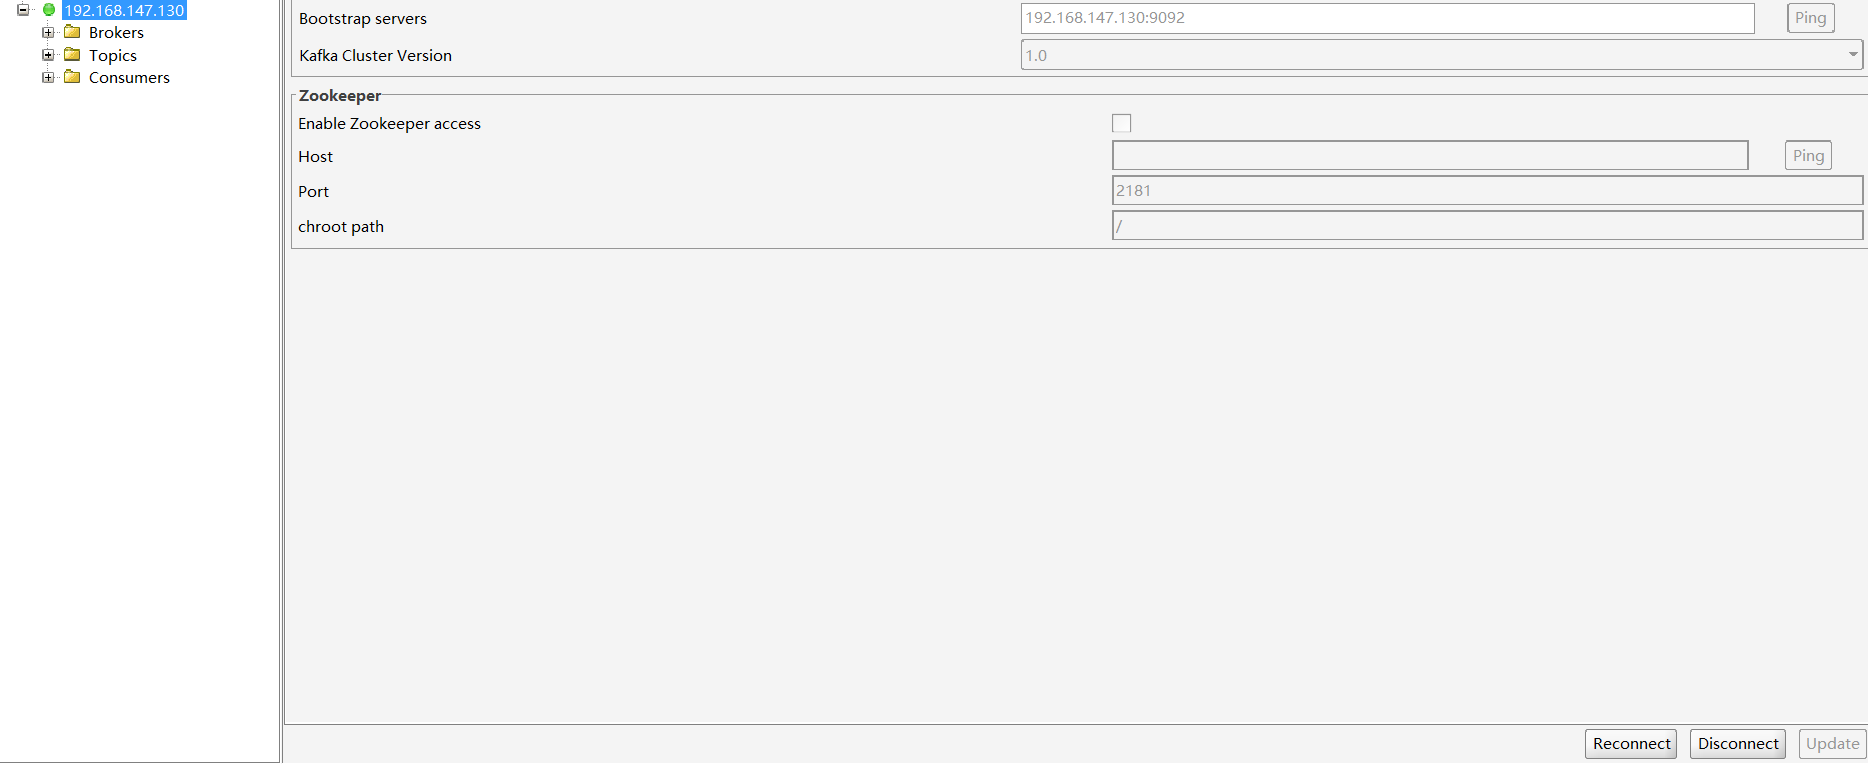 192.168.147.130
Brokers
Topics
Consumers
Bootstrap servers 192.168.147.130:9092 Ping
Kafka Cluster Version 1.0
Zookeeper
Enable Zookeeper access
Host Ping
Port 2181
chroot path /
Reconnect Disconnect Update